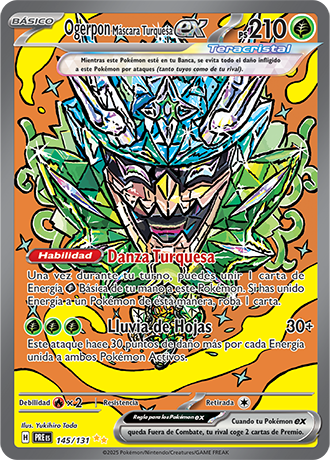 BÁSICO Ogerpon Máscara Turquesa ex PS 210
Teracristal
Mientras este Pokémon esté en tu Banca, se evita todo el daño infligido
a este Pokémon por ataques (tanto tuyos como de tu rival).
Habilidad Danza Turquesa
Una vez durante tu turno, puedes unir 1 carta de
Energía Básica de tu mano a este Pokémon. Si has unido
Energía a un Pokémon de esta manera, roba 1 carta.
Lluvia de Hojas 30+
Este ataque hace 30 puntos de daño más por cada Energía
unida a ambos Pokémon Activos.
Debilidad ×2 Resistencia Retirada
Ilus. Yukihiro Tada
Regla para los Pokémon ex
Cuando tu Pokémon ex
queda Fuera de Combate, tu rival coge 2 cartas de Premio.
H PRE ES 145/131
©2025 Pokémon/Nintendo/Creatures/GAME FREAK